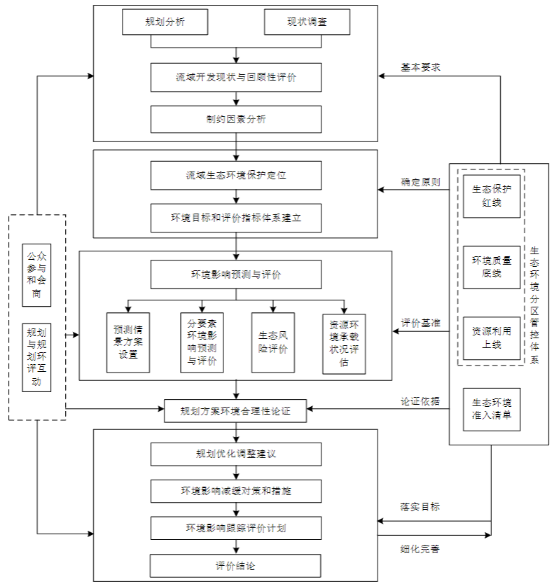 规划分析
现状调查
流域开发现状与回顾性评价
制约因素分析
基本要求
流域生态环境保护定位
环境目标和评价指标体系建立
确定原则
生态保护
红线
环境质量
底线
资源利用
上线
生态环境分区管控体系
生态环境
准入清单
公众
参与
和会
商
规划
与规
划环
评互
动
环境影响预测与评价
预测情
景方案
设置
分要素
环境影
响预测
与评价
生态风
险评价
资源环
境承载
状况评
估
评价基准
规划方案环境合理性论证
论证依据
规划优化调整建议
环境影响减缓对策和措施
环境影响跟踪评价计划
评价结论
落实目标
细化完善